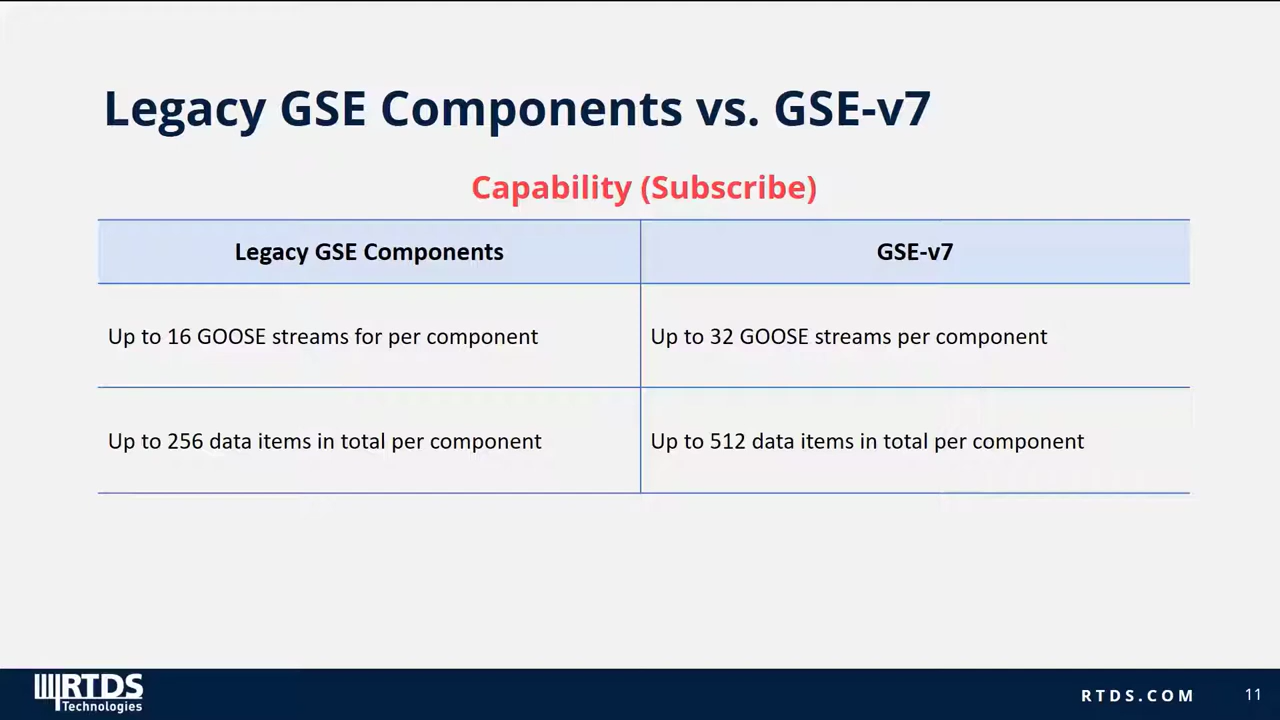 Legacy GSE Components vs. GSE-v7
Capability (Subscribe)
Legacy GSE Components
GSE-v7
Up to 16 GOOSE streams for per component
Up to 32 GOOSE streams per component
Up to 256 data items in total per component
Up to 512 data items in total per component
RTDS
Technologies
RTDS.COM
11